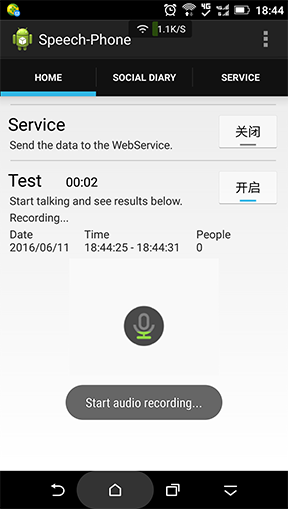 1.1K/S 4G 18:44
Speech-Phone
HOME SOCIAL DIARY SERVICE
Service 关闭
Send the data to the WebService.
Test 00:02 开启
Start talking and see results below.
Recording...
Date Time People
2016/06/11 18:44:25 - 18:44:31 0
Start audio recording...